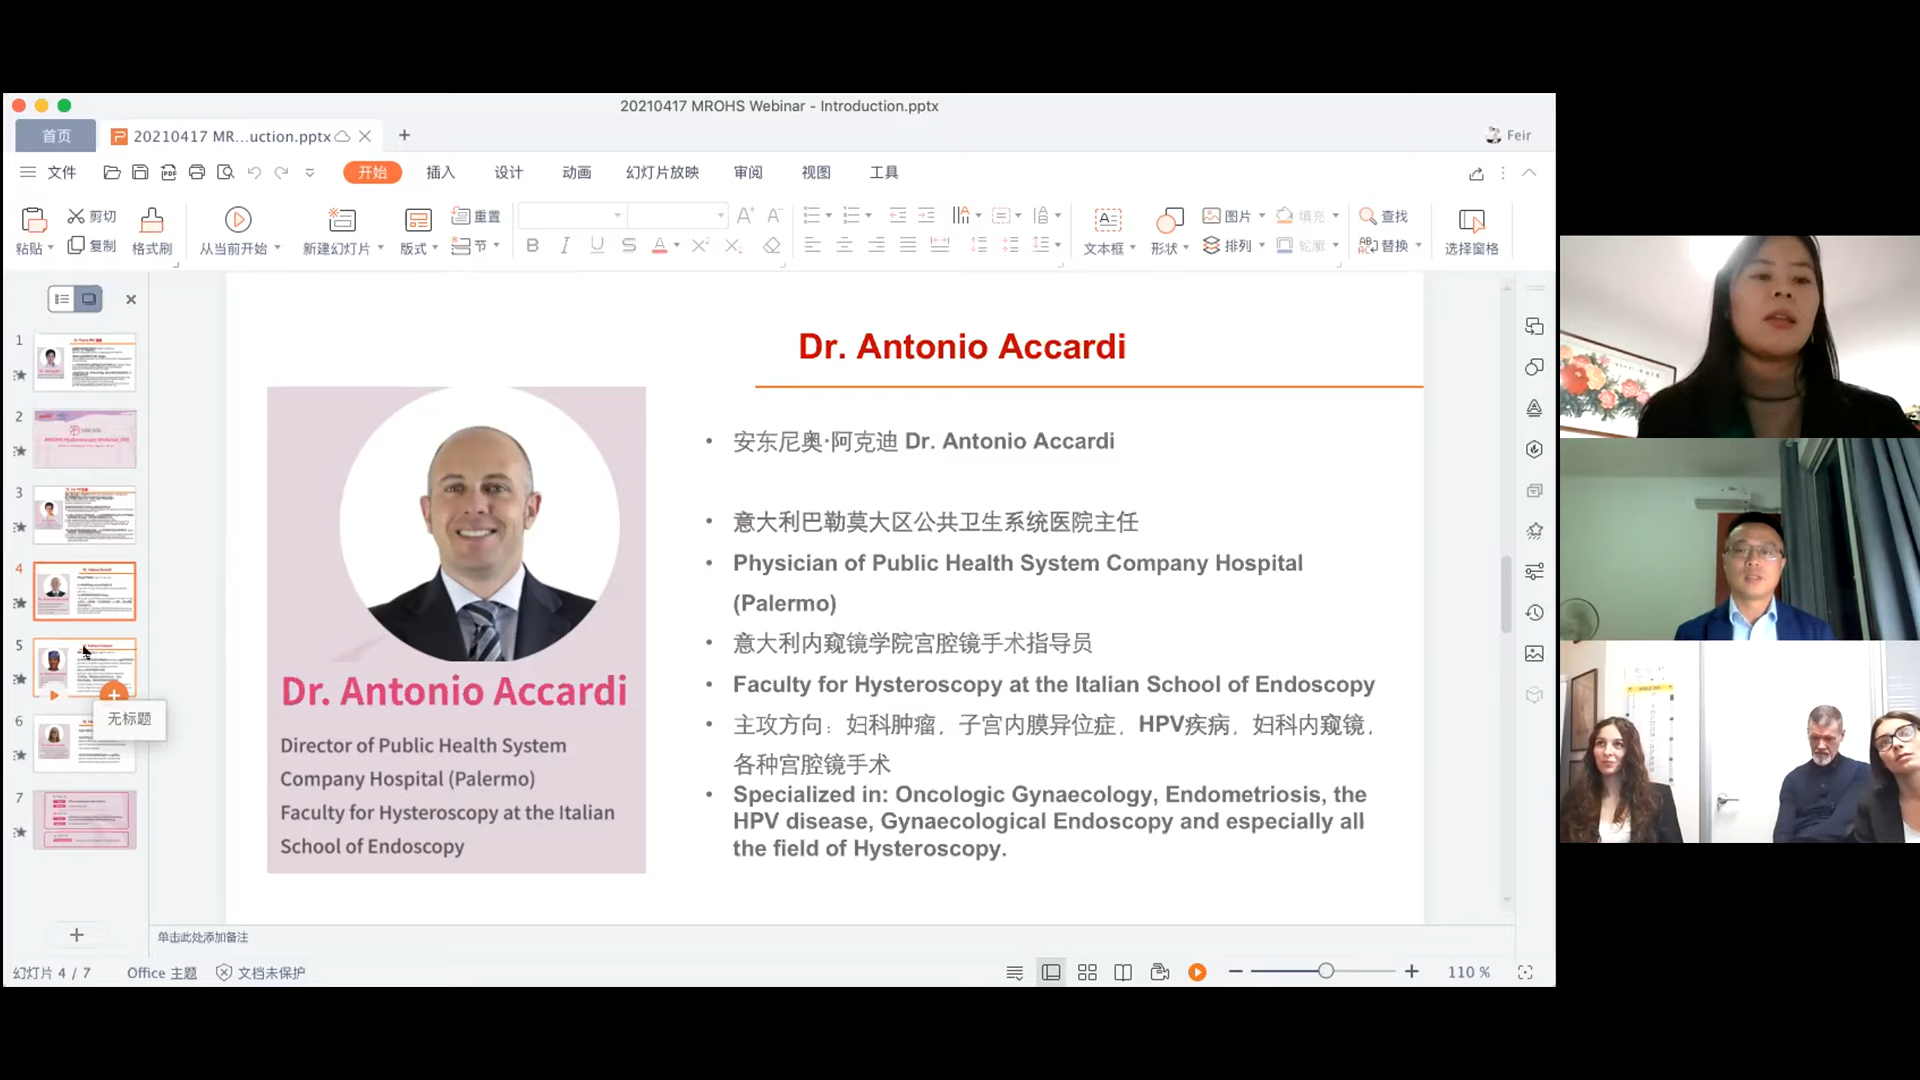 20210417 MROHS Webinar - Introduction.pptx
首页
20210417 MR...uction.pptx
Feir
文件
开始
插入
设计
动画
幻灯片放映
审阅
视图
工具
粘贴
剪切
复制
格式刷
从当前开始
新建幻灯片
版式
重置
节
文本框
形状
图片
排列
填充
轮廓
查找
替换
选择窗格
1
2
3
4
5
6
7
无标题
Dr. Antonio Accardi
Dr. Antonio Accardi
Director of Public Health System
Company Hospital (Palermo)
Faculty for Hysteroscopy at the Italian
School of Endoscopy
• 安东尼奥·阿克迪 Dr. Antonio Accardi
• 意大利巴勒莫大区公共卫生系统医院主任
• Physician of Public Health System Company Hospital
(Palermo)
• 意大利内窥镜学院宫腔镜手术指导员
• Faculty for Hysteroscopy at the Italian School of Endoscopy
• 主攻方向：妇科肿瘤，子宫内膜异位症，HPV疾病，妇科内窥镜，
各种宫腔镜手术
• Specialized in: Oncologic Gynaecology, Endometriosis, the
HPV disease, Gynaecological Endoscopy and especially all
the field of Hysteroscopy.
单击此处添加备注
幻灯片 4 / 7
Office 主题
文档未保护
110 %